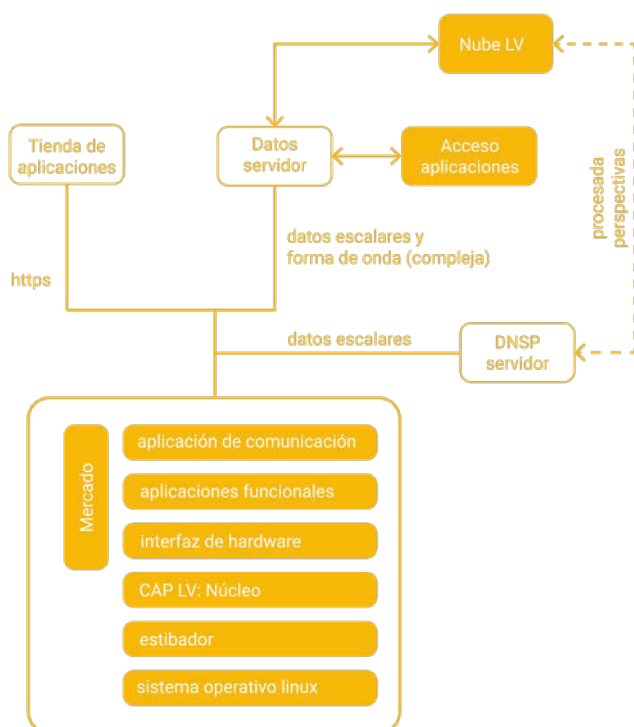 Nube LV
Tienda de
aplicaciones
Datos
servidor
Acceso
aplicaciones
procesada
perspectivas
datos escalares y
forma de onda (compleja)
https
datos escalares
DNSP
servidor
Mercado
aplicación de comunicación
aplicaciones funcionales
interfaz de hardware
CAP LV: Núcleo
estibador
sistema operativo linux